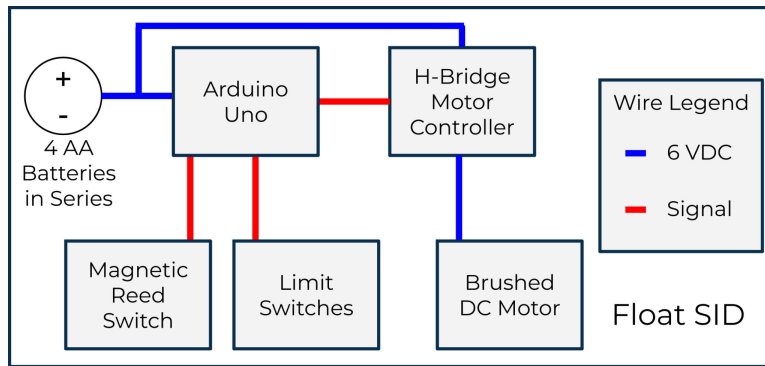 +
-
4 AA
Batteries
in Series
Arduino
Uno
H-Bridge
Motor
Controller
Magnetic
Reed
Switch
Limit
Switches
Brushed
DC Motor
Wire Legend
6 VDC
Signal
Float SID